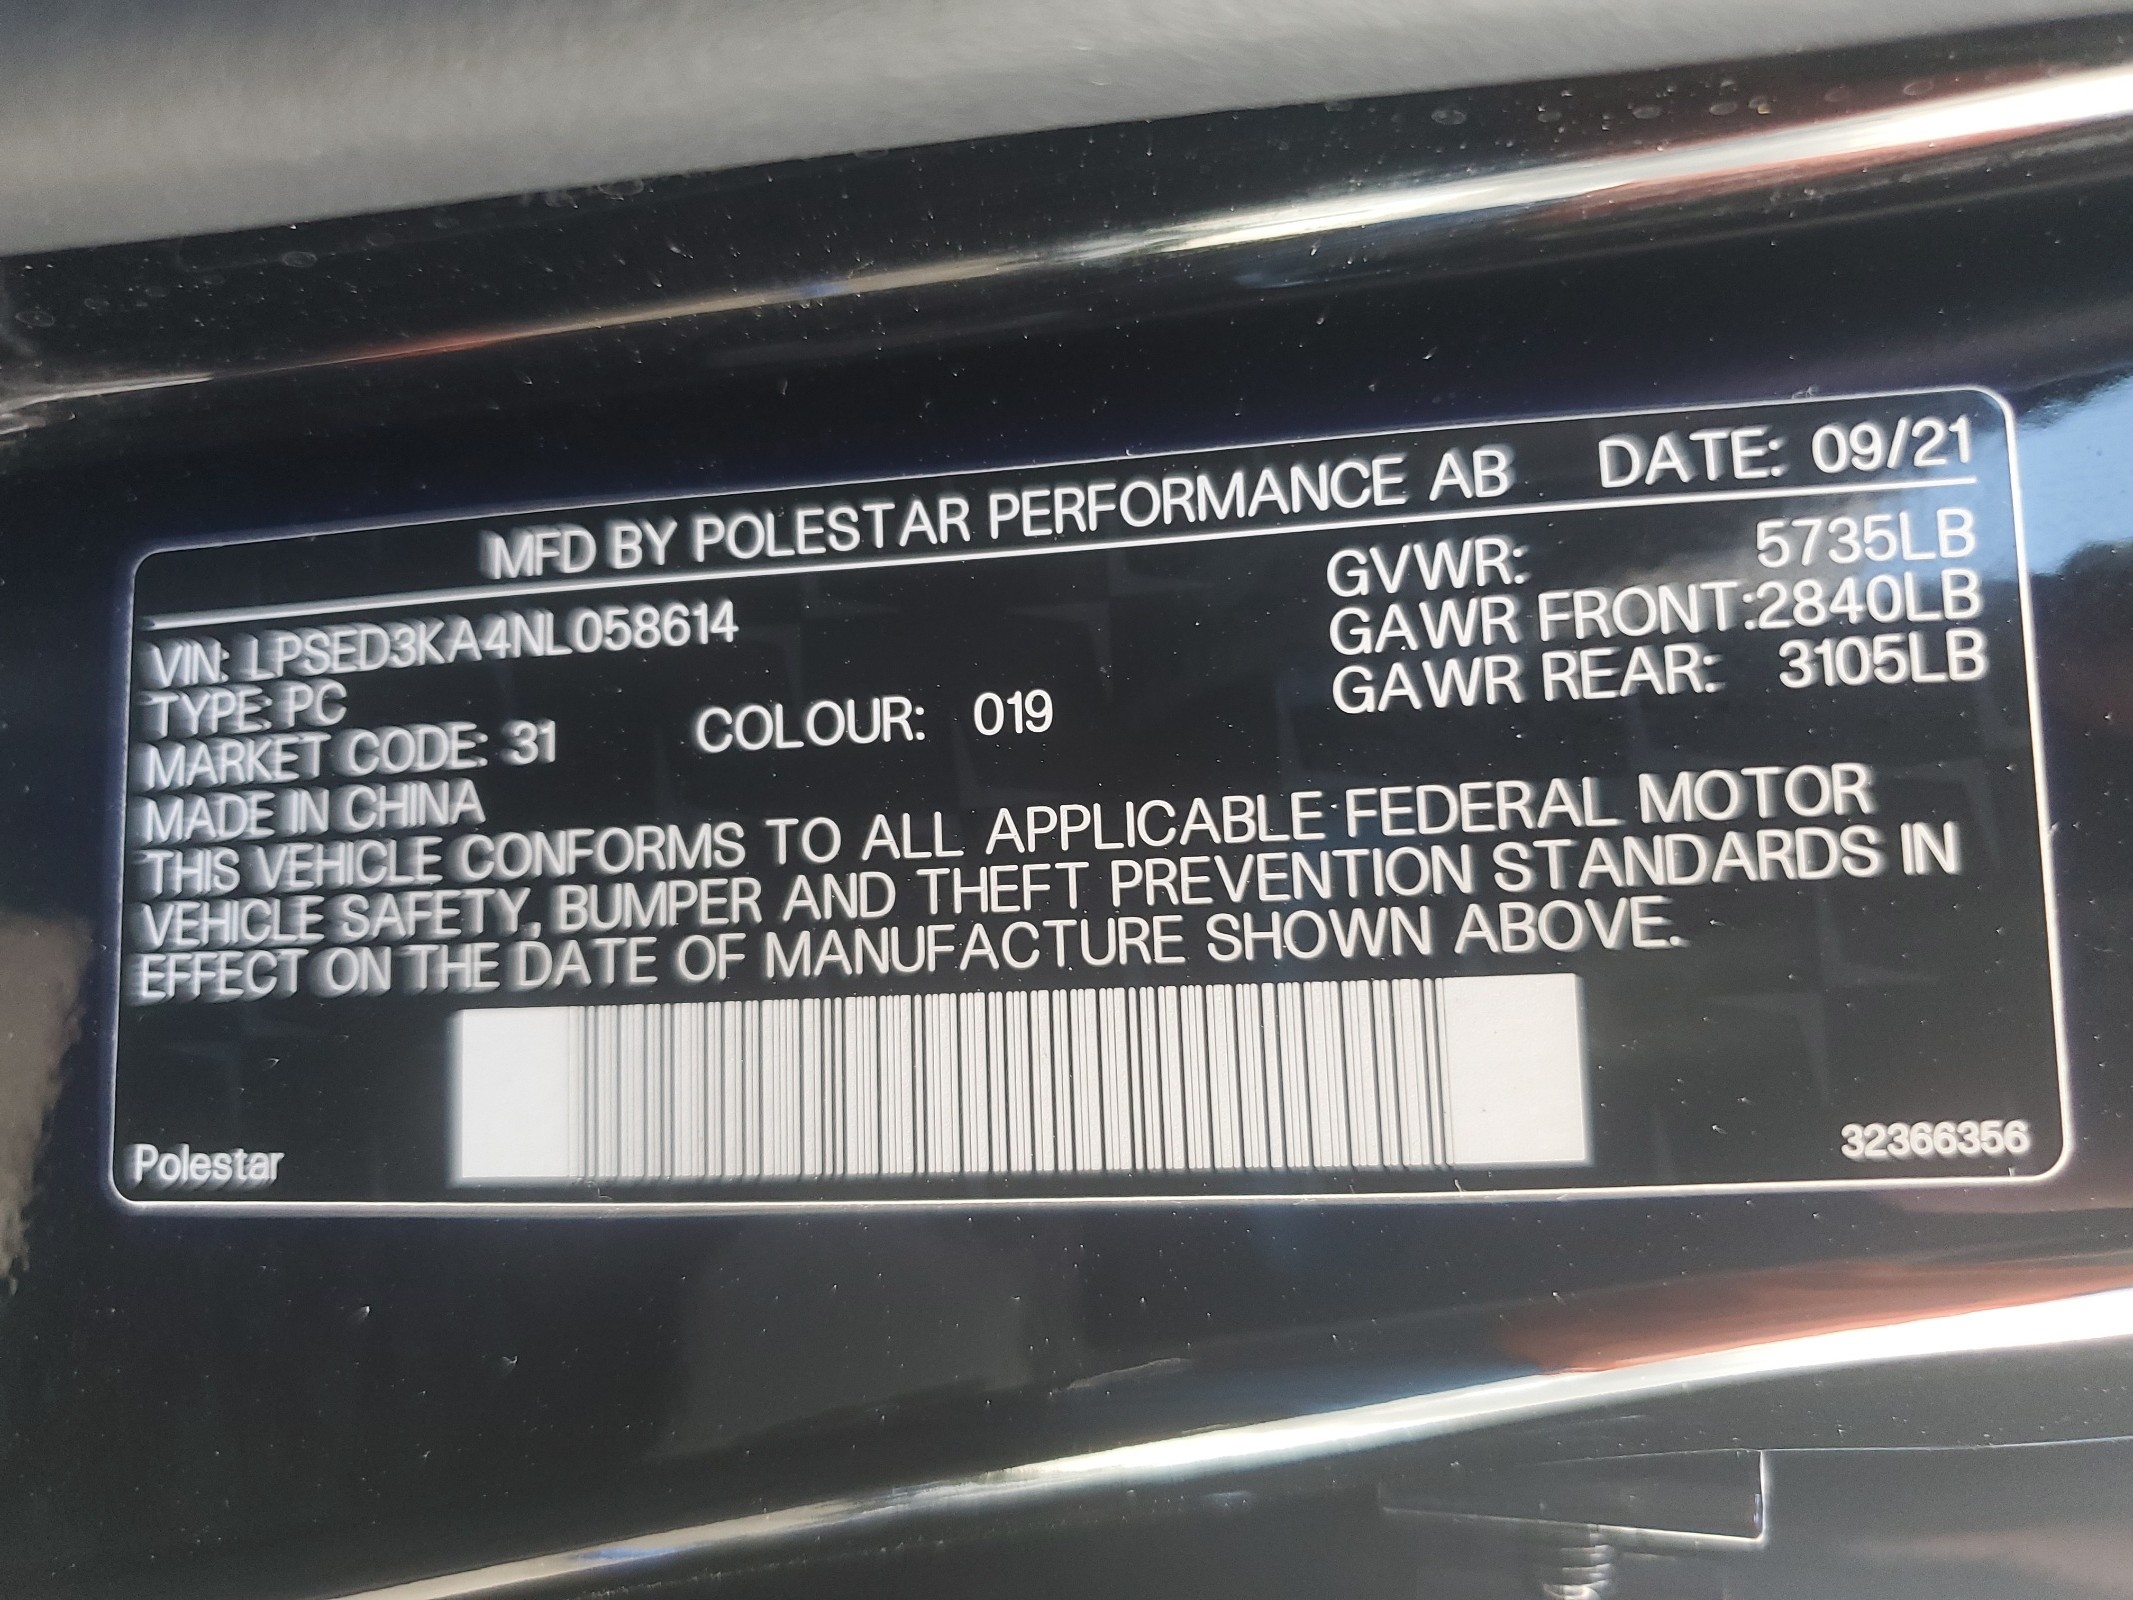 MFD BY POLESTAR PERFORMANCE AB DATE: 09/21
VIN: LPSED3KA4NL058614
GVWR: 5735LB
GAWR FRONT:2840LB
GAWR REAR: 3105LB
TYPE: PC
MARKET CODE: 31 COLOUR: 019
MADE IN CHINA
THIS VEHICLE CONFORMS TO ALL APPLICABLE FEDERAL MOTOR
VEHICLE SAFETY, BUMPER AND THEFT PREVENTION STANDARDS IN
EFFECT ON THE DATE OF MANUFACTURE SHOWN ABOVE.
Polestar
32366356